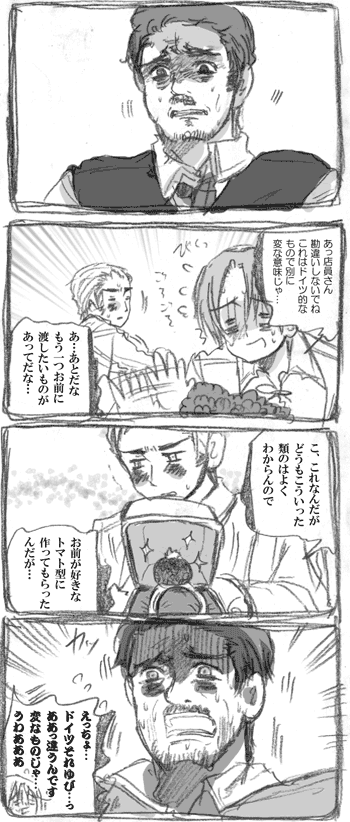 あっ店員さん
勘違いしないでね
これはドイツ的な
もので別に
変な意味じゃ…
びくっ
あ…あとだな
もう一つお前に
渡したいものが
あってだな…
こ、これなんだが
どうもこういった
類のはよく
わからんので
お前が好きな
トマト型に
作ってもらった
んだが…
カッ
えっちょ…
ドイツそれゆび…っ
ああっ違うんです
変なものじゃ…
うわあああ